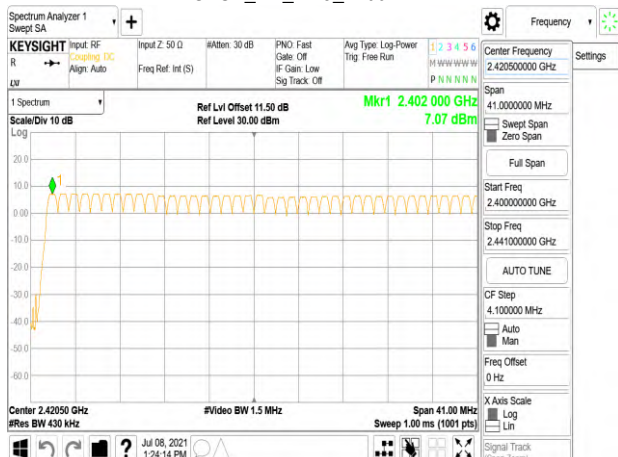 Spectrum Analyzer 1
Swept SA
+
Frequency
KEYSIGHT
R
Input: RF
Coupling: DC
Align: Auto
Input Z: 50 Ω
Freq Ref: Int (S)
#Atten: 30 dB
PNO: Fast
Gate: Off
IF Gain: Low
Sig Track: Off
Avg Type: Log-Power
Trig: Free Run
1 2 3 4 5 6
M W W W W W
P N N N N N
Center Frequency
2.420500000 GHz
Settings
Span
41.0000000 MHz
Swept Span
Zero Span
Full Span
Start Freq
2.400000000 GHz
Stop Freq
2.441000000 GHz
AUTO TUNE
CF Step
4.100000 MHz
Auto
Man
Freq Offset
0 Hz
X Axis Scale
Log
Lin
Signal Track
1 Spectrum
Scale/Div 10 dB
Log
Ref Lvl Offset 11.50 dB
Ref Level 30.00 dBm
Mkr1 2.402 000 GHz
7.07 dBm
1
20.0
10.0
0.00
-10.0
-20.0
-30.0
-40.0
-50.0
-60.0
Center 2.42050 GHz
#Res BW 430 kHz
#Video BW 1.5 MHz
Span 41.00 MHz
Sweep 1.00 ms (1001 pts)
?
Jul 08, 2021
1:24:14 PM